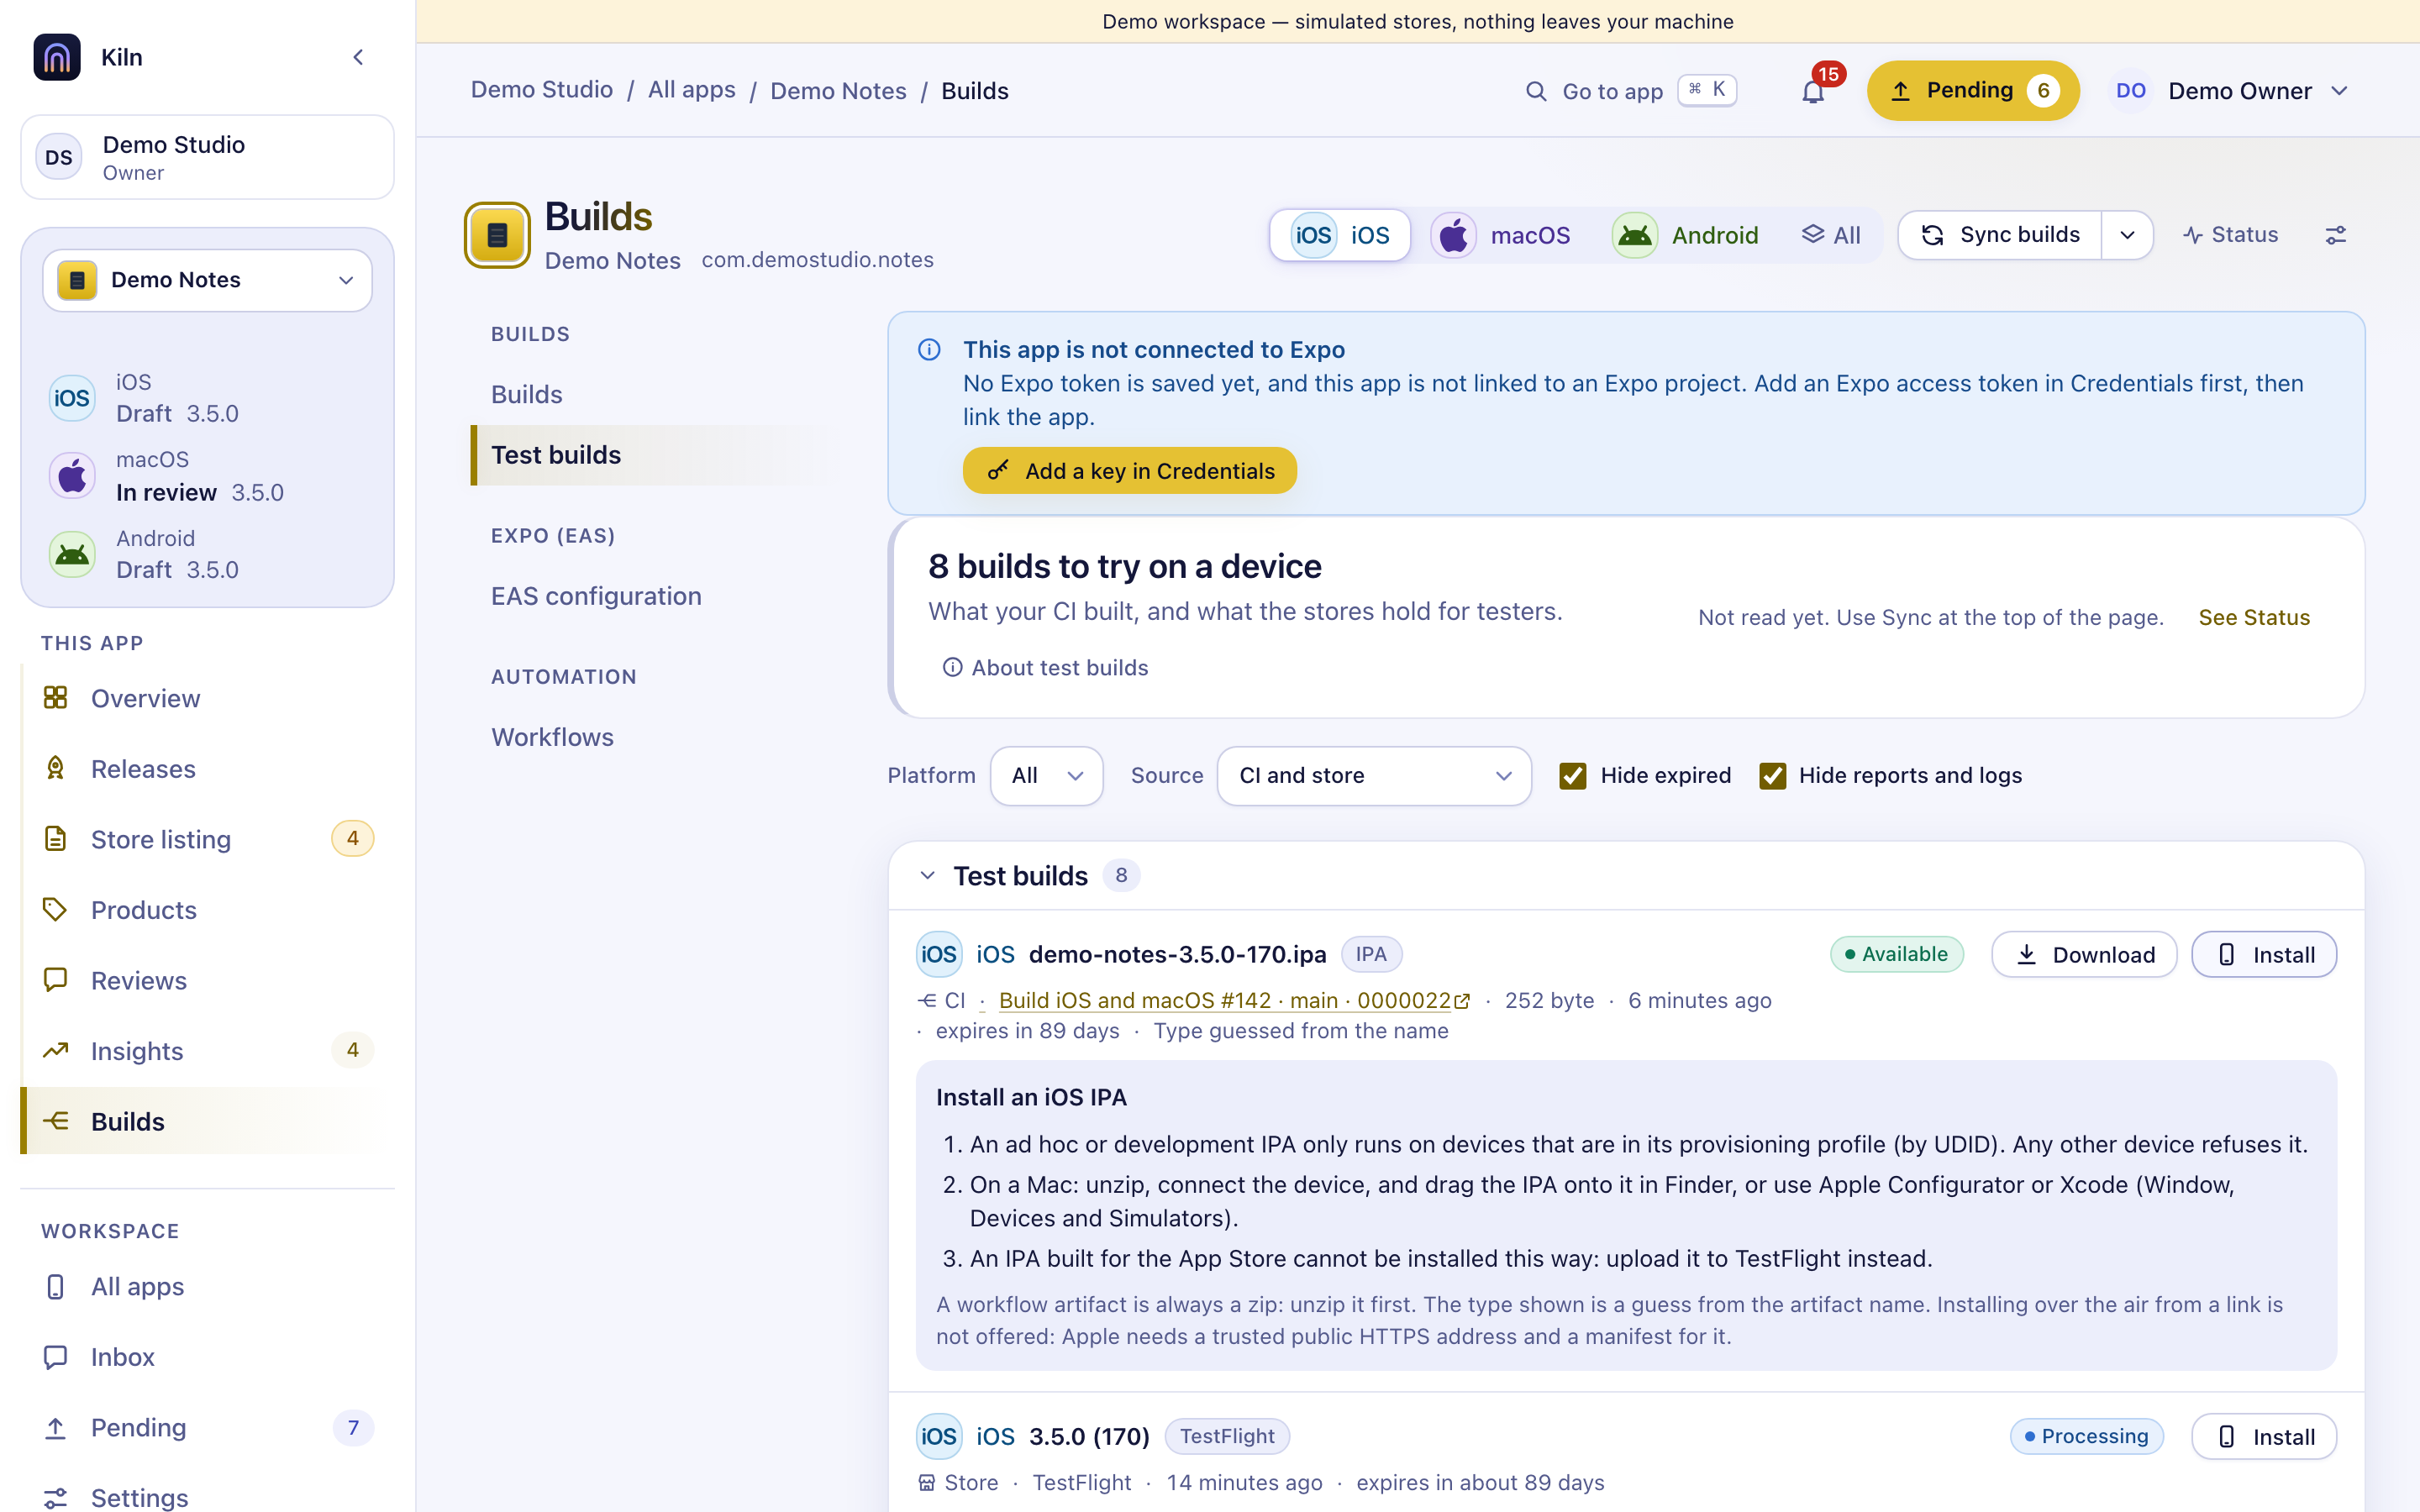 Demo workspace — simulated stores, nothing leaves your machine
Kiln
DS
Demo Studio
Owner
Demo Notes
iOS
iOS
Draft 3.5.0
macOS
In review 3.5.0
Android
Draft 3.5.0
THIS APP
Overview
Releases
Store listing 4
Products
Reviews
Insights 4
Builds
WORKSPACE
All apps
Inbox
Pending 7
Settings
Demo Studio / All apps / Demo Notes / Builds
Go to app ⌘ K
15
Pending 6
DO Demo Owner
Builds
Demo Notes com.demostudio.notes
iOS iOS macOS Android All
Sync builds
Status
BUILDS
Builds
Test builds
EXPO (EAS)
EAS configuration
AUTOMATION
Workflows
This app is not connected to Expo
No Expo token is saved yet, and this app is not linked to an Expo project. Add an Expo access token in Credentials first, then
link the app.
Add a key in Credentials
8 builds to try on a device
What your CI built, and what the stores hold for testers.
Not read yet. Use Sync at the top of the page. See Status
About test builds
Platform All Source CI and store Hide expired Hide reports and logs
Test builds 8
iOS iOS demo-notes-3.5.0-170.ipa IPA Available Download Install
CI · Build iOS and macOS #142 · main · 0000022 · 252 byte · 6 minutes ago
· expires in 89 days · Type guessed from the name
Install an iOS IPA
1. An ad hoc or development IPA only runs on devices that are in its provisioning profile (by UDID). Any other device refuses it.
2. On a Mac: unzip, connect the device, and drag the IPA onto it in Finder, or use Apple Configurator or Xcode (Window,
Devices and Simulators).
3. An IPA built for the App Store cannot be installed this way: upload it to TestFlight instead.
A workflow artifact is always a zip: unzip it first. The type shown is a guess from the artifact name. Installing over the air from a link is
not offered: Apple needs a trusted public HTTPS address and a manifest for it.
iOS iOS 3.5.0 (170) TestFlight Processing Install
Store · TestFlight · 14 minutes ago · expires in about 89 days